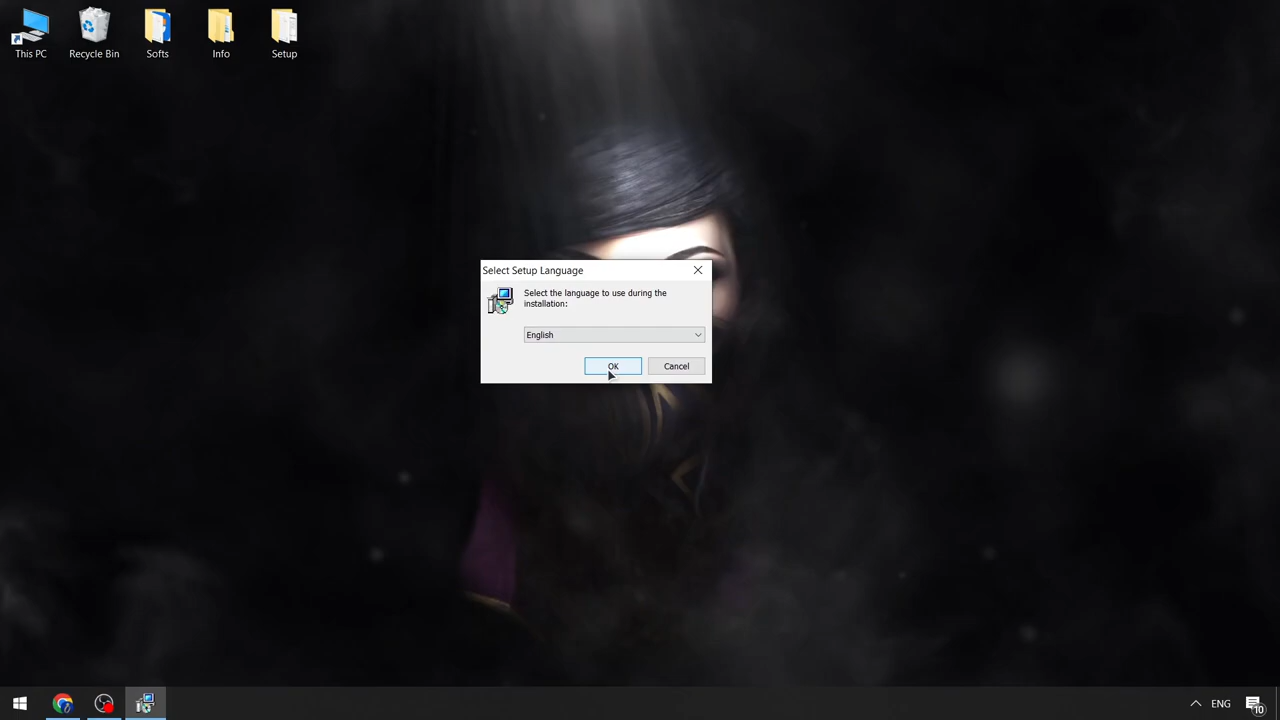 This PC
Recycle Bin
Softs
Info
Setup
Select Setup Language
Select the language to use during the
installation:
English
OK
Cancel
ENG
10